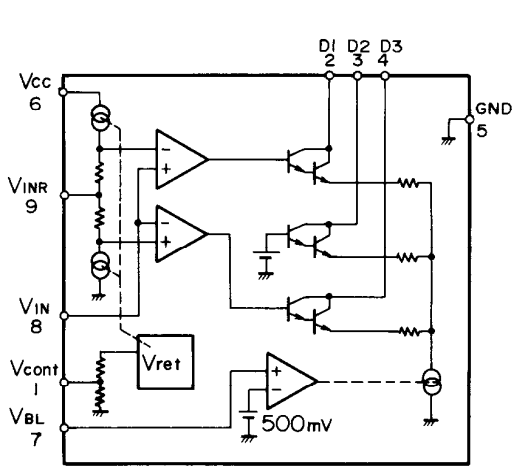 D1 D2 D3
2 3 4
Vcc
6
GND
5
VINR
9
VIN
8
Vcont
1
VBL
7
Vret
500mV
− +
− +
+ −